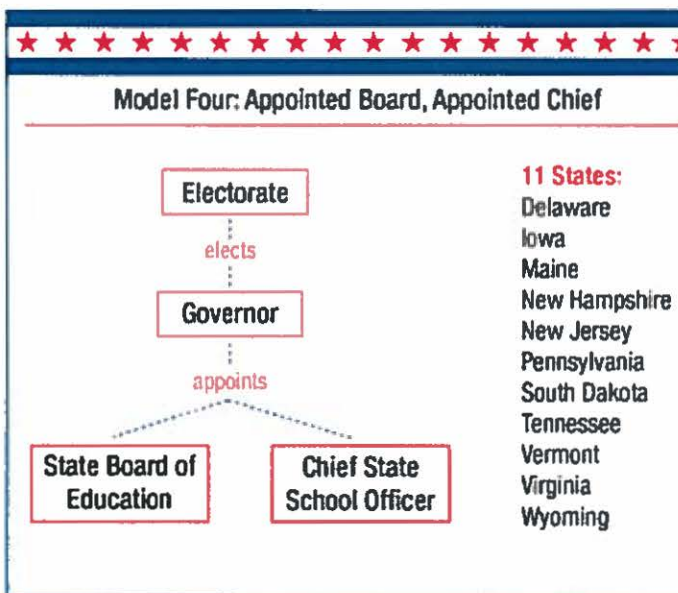 Model Four: Appointed Board, Appointed Chief
Electorate
elects
Governor
appoints
State Board of
Education
Chief State
School Officer
11 States:
Delaware
Iowa
Maine
New Hampshire
New Jersey
Pennsylvania
South Dakota
Tennessee
Vermont
Virginia
Wyoming